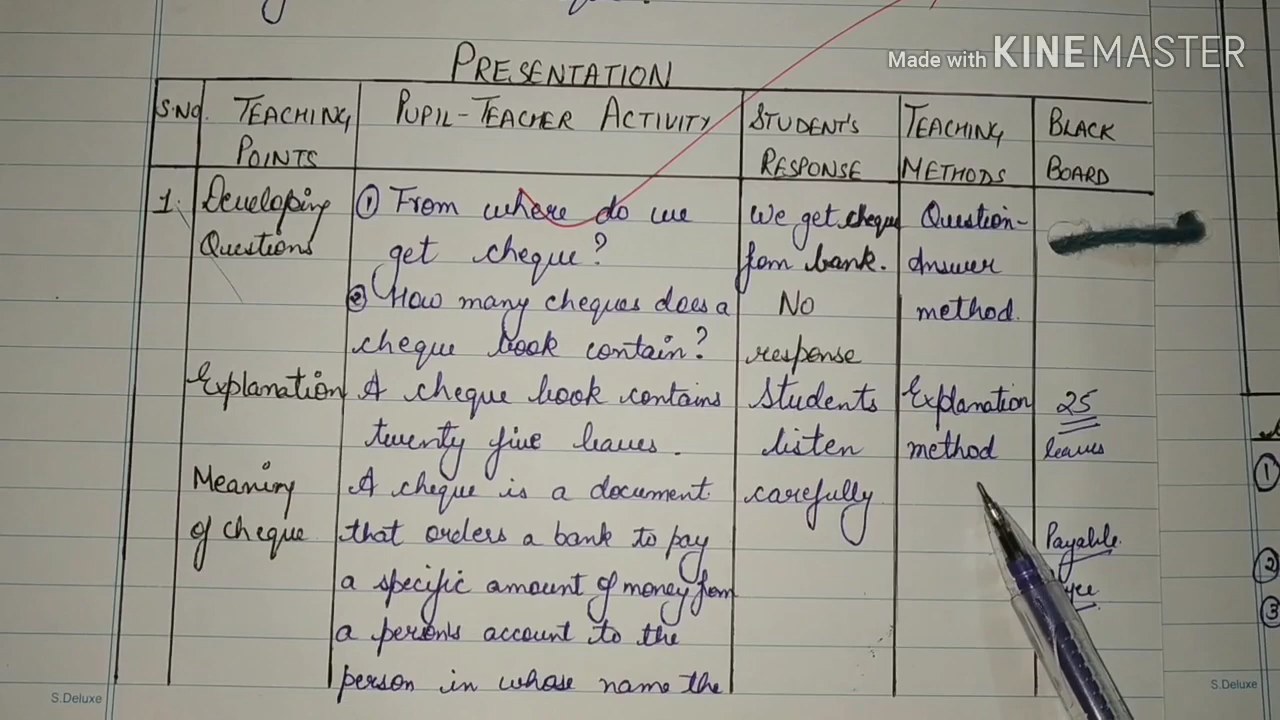 Made with KINEMASTER
PRESENTATION
S.No. TEACHING POINTS PUPIL-TEACHER ACTIVITY STUDENT'S RESPONSE TEACHING METHODS BLACK BOARD
1. Developing Questions
① From where do we
get cheque?
② How many cheques does a
cheque book contain?
We get cheque
fom bank.
No
response
Question-
Answer
method.
Explanation
A cheque book contains
twenty five leaves.
Students
listen
carefully
Explanation
method
25
leaves
Meaning
of cheque
A cheque is a document
that orders a bank to pay
a specific amount of money from
a person's account to the
person in whose name the
Payable.
①
②
③
S.Deluxe
S.Deluxe